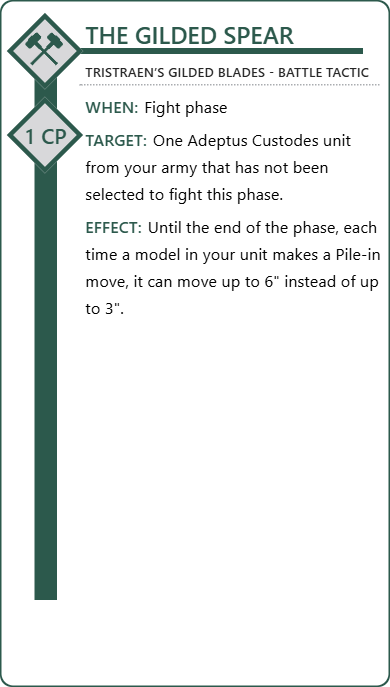 THE GILDED SPEAR
TRISTRAEN'S GILDED BLADES - BATTLE TACTIC
1 CP
WHEN: Fight phase
TARGET: One Adeptus Custodes unit
from your army that has not been
selected to fight this phase.
EFFECT: Until the end of the phase, each
time a model in your unit makes a Pile-in
move, it can move up to 6" instead of up
to 3".